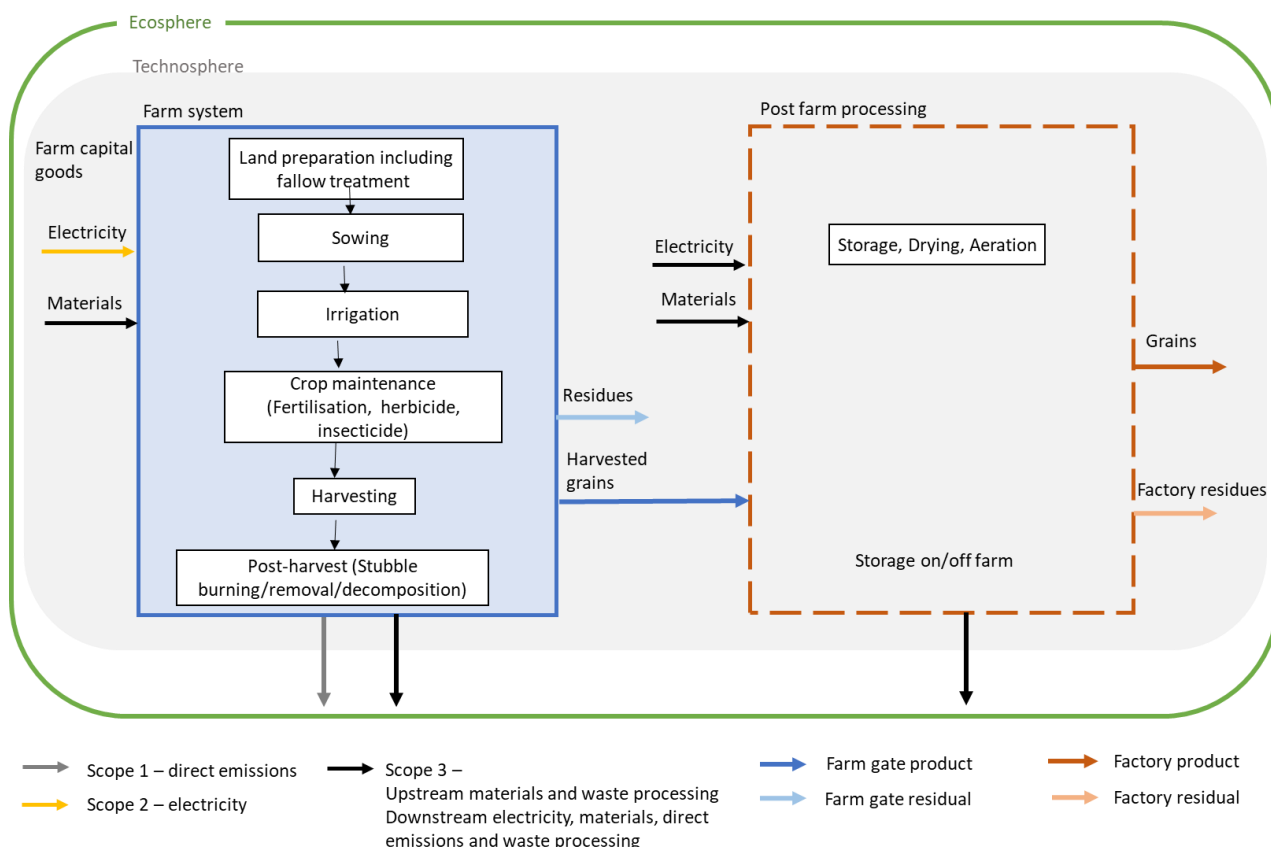 Ecosphere
Technosphere
Farm system
Post farm processing
Farm capital
goods
Land preparation including
fallow treatment
Electricity
Sowing
Materials
Irrigation
Crop maintenance
(Fertilisation, herbicide,
insecticide)
Harvesting
Post-harvest (Stubble
burning/removal/decomposition)
Residues
Harvested
grains
Electricity
Materials
Storage, Drying, Aeration
Storage on/off farm
Grains
Factory residues
Scope 1 – direct emissions
Scope 2 – electricity
Scope 3 –
Upstream materials and waste processing
Downstream electricity, materials, direct
emissions and waste processing
Farm gate product
Farm gate residual
Factory product
Factory residual